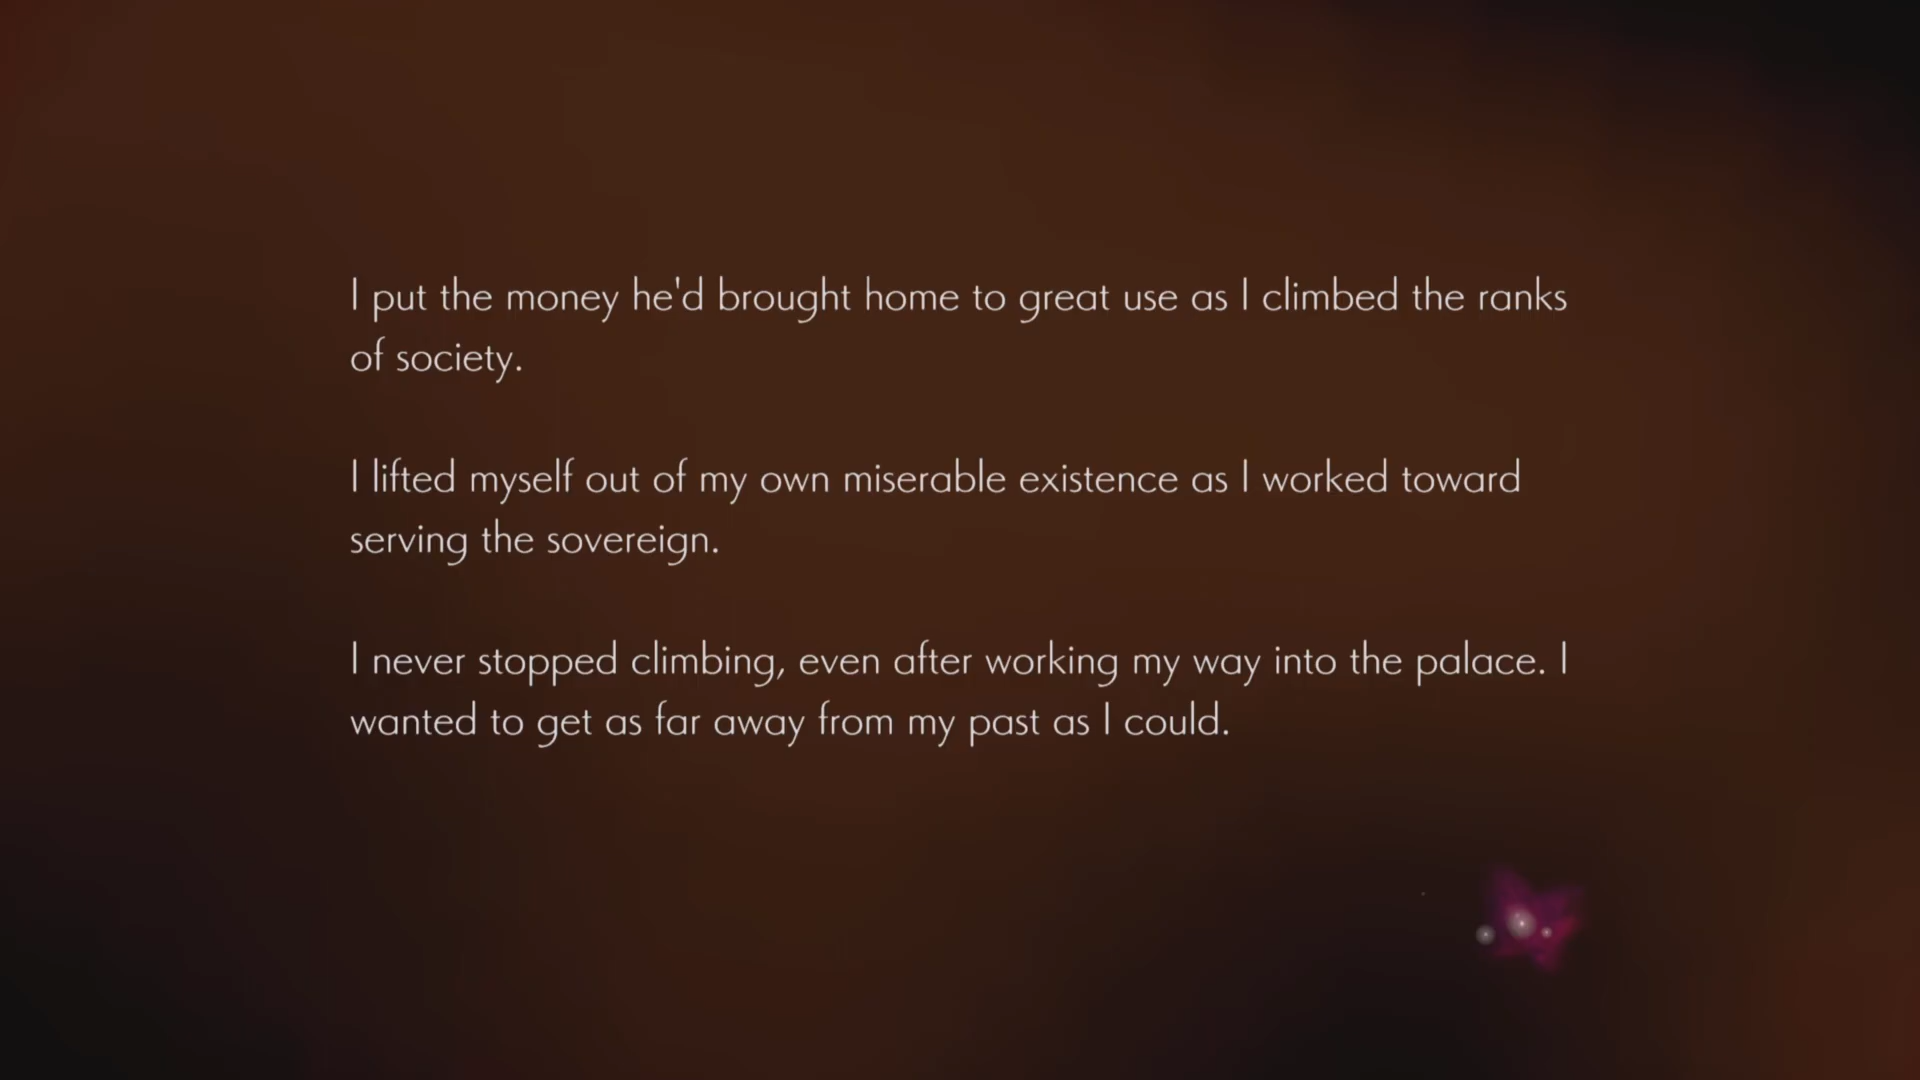 I put the money he'd brought home to great use as I climbed the ranks
of society.
I lifted myself out of my own miserable existence as I worked toward
serving the sovereign.
I never stopped climbing, even after working my way into the palace. I
wanted to get as far away from my past as I could.